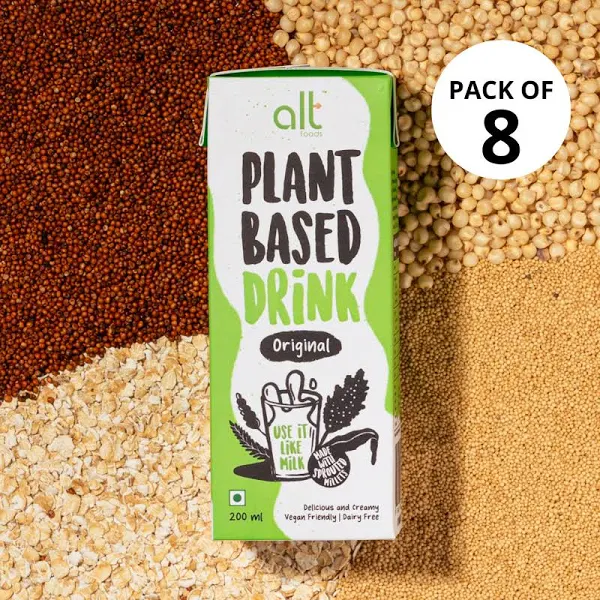 PACK OF
8
alt
foods
PLANT
BASED
DRiNK
Original
USE iT
LiKE
MiLK
MADE
WITH
SPROUTED
MILLETS
Delicious and Creamy
Vegan Friendly | Dairy Free
200 ml